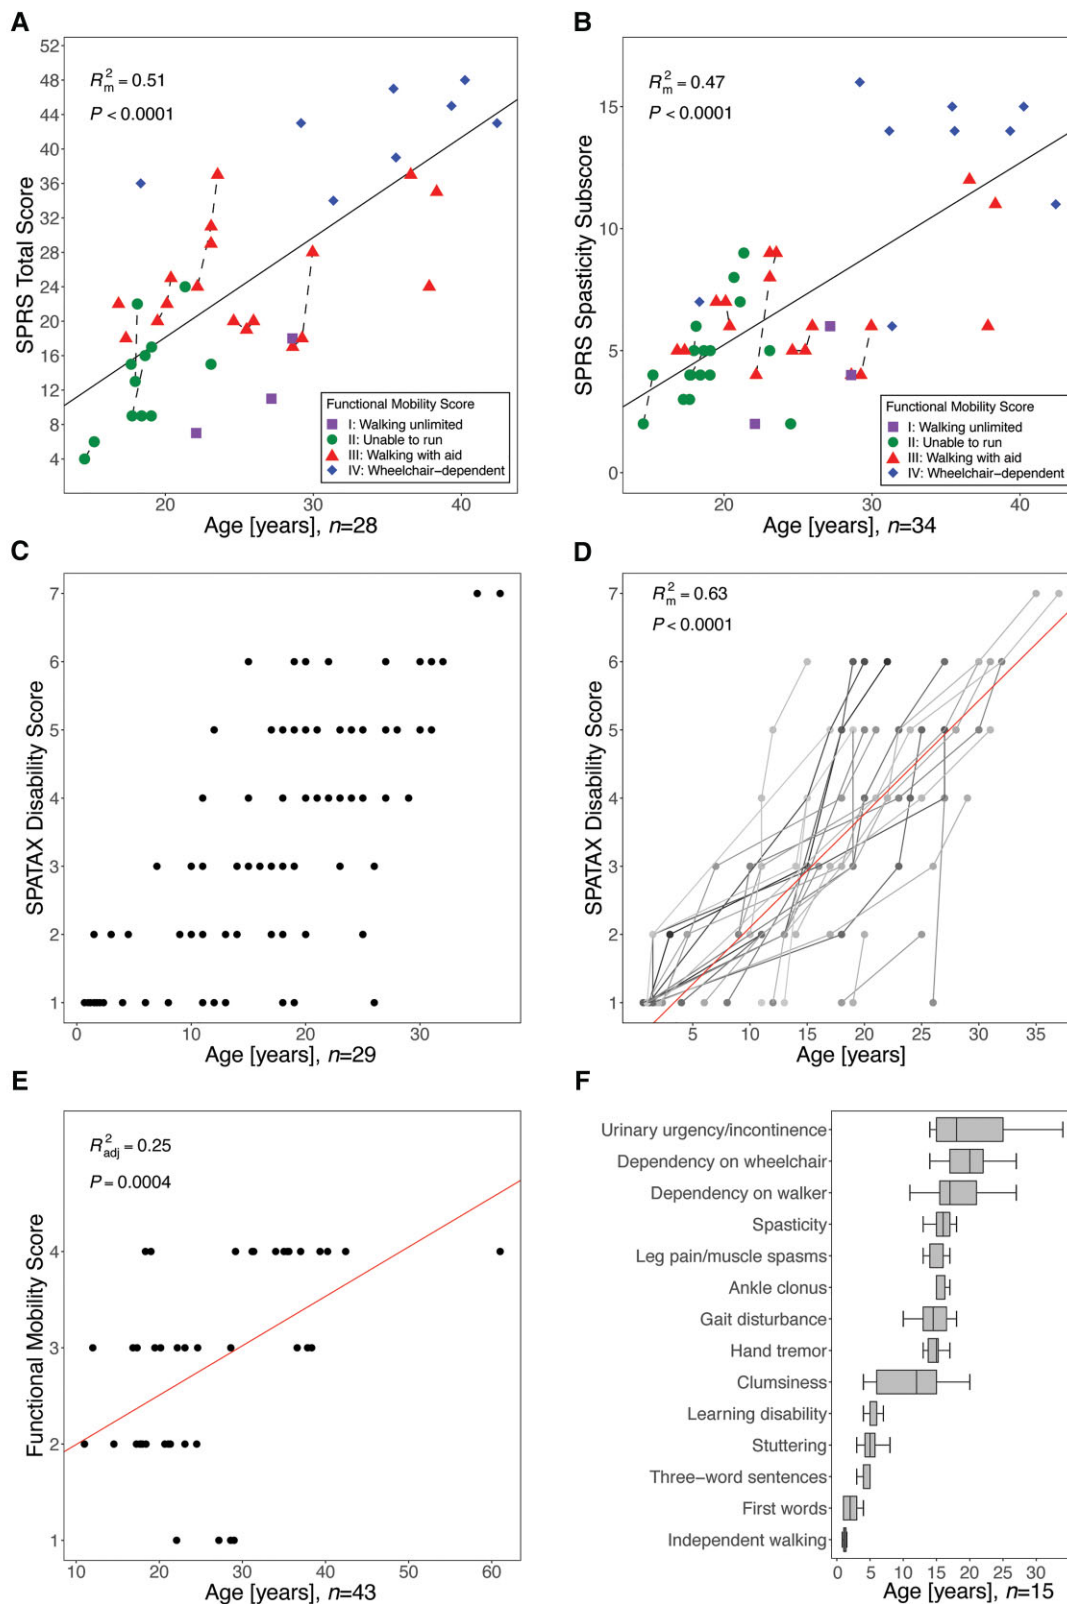 A
SPRS Total Score
52
48
44
40
36
32
28
24
20
16
12
8
4
R²m = 0.51
P < 0.0001
Functional Mobility Score
I: Walking unlimited
II: Unable to run
III: Walking with aid
IV: Wheelchair−dependent
20 30 40
Age [years], n=28
B
SPRS Spasticity Subscore
15
10
5
0
R²m = 0.47
P < 0.0001
Functional Mobility Score
I: Walking unlimited
II: Unable to run
III: Walking with aid
IV: Wheelchair−dependent
20 30 40
Age [years], n=34
C
SPATAX Disability Score
7
6
5
4
3
2
1
0 10 20 30
Age [years], n=29
D
SPATAX Disability Score
7
6
5
4
3
2
1
R²m = 0.63
P < 0.0001
5 10 15 20 25 30 35
Age [years]
E
Functional Mobility Score
4
3
2
1
R²adj = 0.25
P = 0.0004
10 20 30 40 50 60
Age [years], n=43
F
Urinary urgency/incontinence
Dependency on wheelchair
Dependency on walker
Spasticity
Leg pain/muscle spasms
Ankle clonus
Gait disturbance
Hand tremor
Clumsiness
Learning disability
Stuttering
Three−word sentences
First words
Independent walking
0 5 10 15 20 25 30
Age [years], n=15